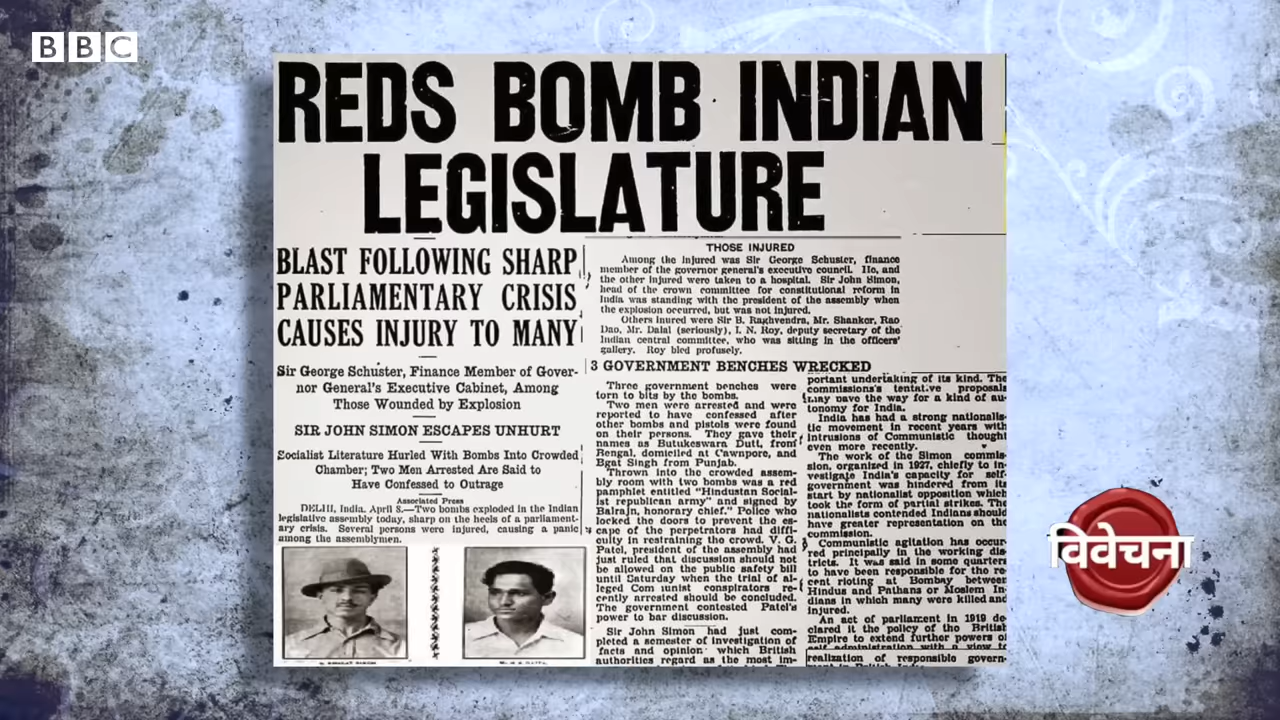 BBC
REDS BOMB INDIAN
LEGISLATURE
BLAST FOLLOWING SHARP
PARLIAMENTARY CRISIS
CAUSES INJURY TO MANY
Sir George Schuster, Finance Member of Gover-
nor General's Executive Cabinet, Among
Those Wounded by Explosion
SIR JOHN SIMON ESCAPES UNHURT
Socialist Literature Hurled With Bombs Into Crowded
Chamber; Two Men Arrested Are Said to
Have Confessed to Outrage
Associated Press
DELHI, India, April 8.—Two bombs exploded in the Indian
legislative assembly today, sharp on the heels of a parliament-
ary crisis. Several persons were injured, causing a panic
among the assemblymen.
THOSE INJURED
Among the injured was Sir George Schuster, finance
member of the governor general's executive council. He, and
the other injured were taken to a hospital. Sir John Simon,
head of the crown committee for constitutional reform in
India was standing with the president of the assembly when
the explosion occurred, but was not injured.
Others inured were Sir B. Raghvendra, Mr. Shanker, Rao
Dao, Mr. Dalal (seriously), I. N. Roy, deputy secretary of the
Indian central committee, who was sitting in the officers'
gallery. Roy bled profusely.
3 GOVERNMENT BENCHES WRECKED
Three government benches were
torn to bits by the bombs.
Two men were arrested and were
reported to have confessed after
other bombs and pistols were found
on their persons. They gave their
names as Butukeswara Dutt, from
Bengal, domiciled at Cawnpore, and
Bgat Singh from Punjab.
Thrown into the crowded assem-
bly room with two bombs was a red
pamphlet entitled "Hindustan Social-
ist republican army" and signed by
Balrajn, honorary chief." Police who
locked the doors to prevent the es-
cape of the perpetrators had diffi-
culty in restraining the crowd. V. G.
Patel, president of the assembly had
just ruled that discussion should not
be allowed on the public safety bill
until Saturday when the trial of al-
leged Com unist conspirators re-
cently arrested should be concluded.
The government contested Patel's
power to bar discussion.
Sir John Simon had just com-
pleted a semester of investigation of
facts and opinion which British
authorities regard as the most im-
portant undertaking of its kind. The
commission's tentative proposals
may pave the way for a kind of au-
tonomy for India.
India has had a strong nationalis-
tic movement in recent years with
intrusions of Communistic thought
even more recently.
The work of the Simon commis-
sion, organized in 1927, chiefly to in-
vestigate India's capacity for self-
government was hindered from its
start by nationalist opposition which
took the form of partial strikes. The
nationalists contended Indians should
have greater representation on the
commission.
Communistic agitation has occur-
red principally in the working dis-
tricts. It was said in some quarters
to have been responsible for the re-
cent rioting at Bombay between
Hindus and Pathans or Moslem In-
dians in which many were killed and
injured.
An act of parliament in 1919 de-
clared it the policy of the British
Empire to extend further powers of
self administration with a view to
realization of responsible govern-
विवेचना